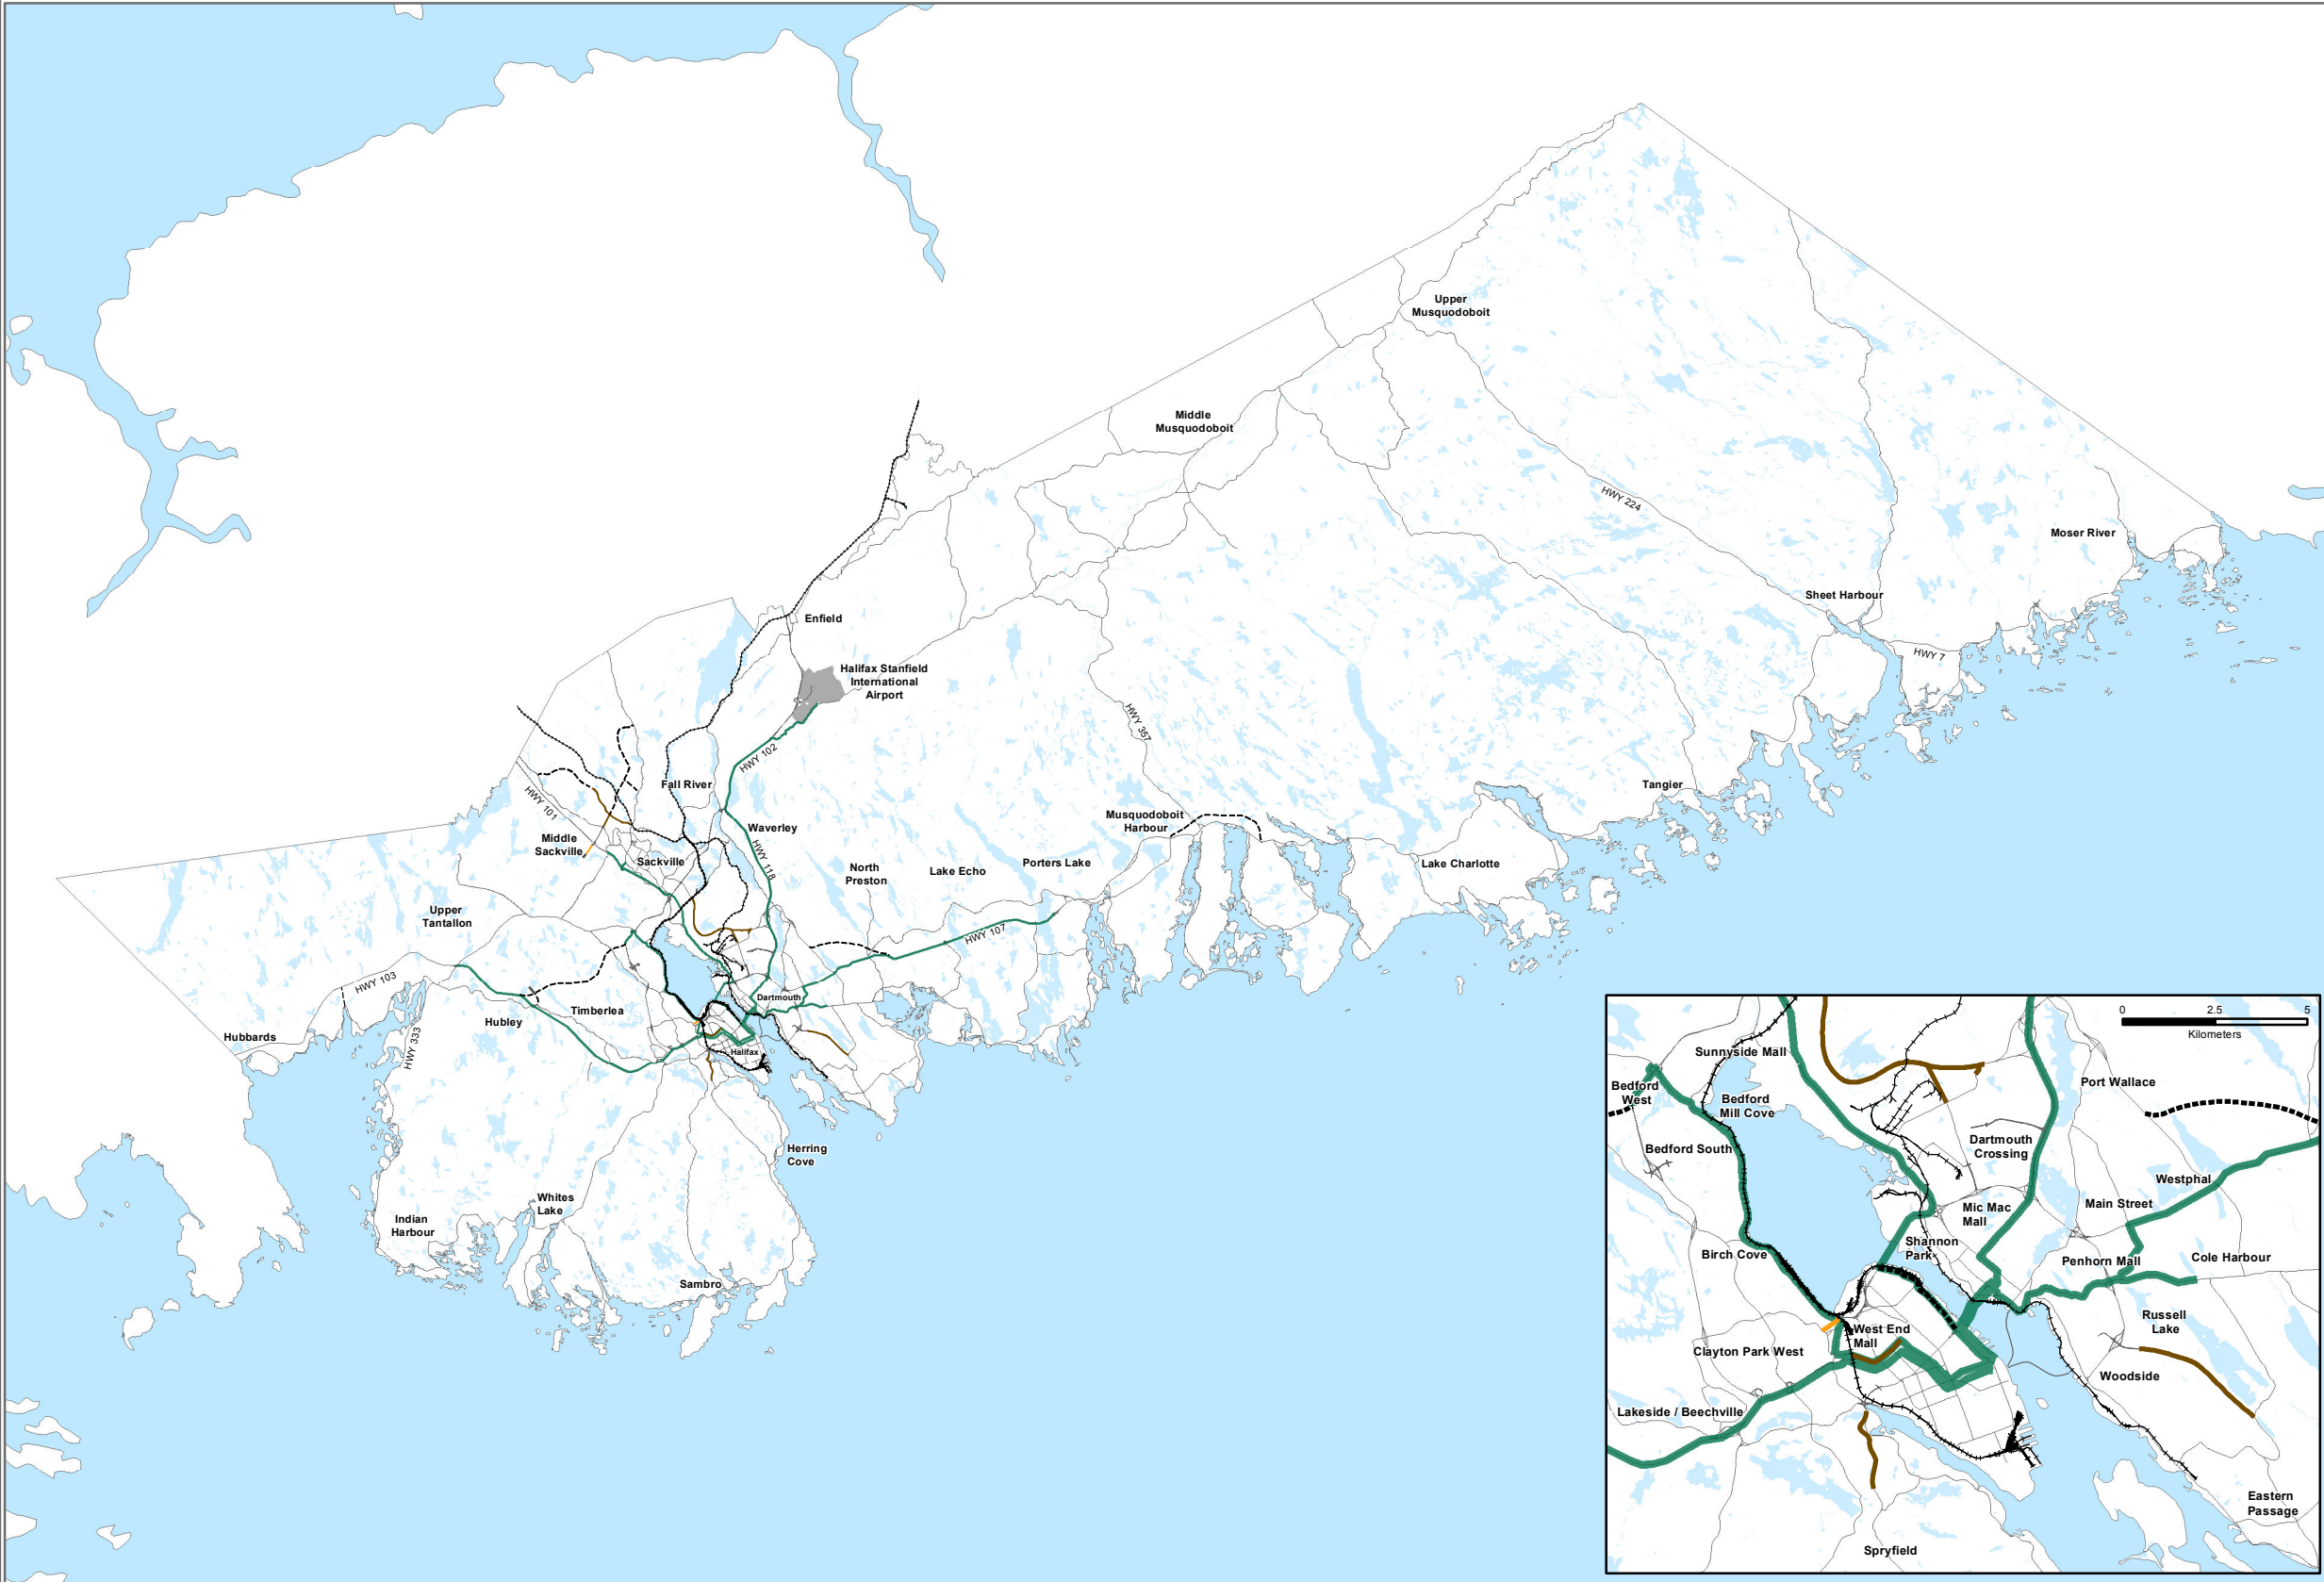 Upper
Musquodoboit
Middle
Musquodoboit
HWY 224
Moser River
Sheet Harbour
Enfield
HWY 7
Halifax Stanfield
International
Airport
HWY 357
HWY 102
Fall River
Tangier
HWY 101
Musquodoboit
Harbour
Waverley
Middle
Sackville
HWY 118
Sackville
Porters Lake
Lake Charlotte
North
Preston
Lake Echo
Upper
Tantallon
HWY 107
HWY 103
Dartmouth
Timberlea
Hubley
Hubbards
HWY 333
Halifax
Herring
Cove
Whites
Lake
Indian
Harbour
Sambro
0 2.5 5
Kilometers
Sunnyside Mall
Bedford
West
Port Wallace
Bedford
Mill Cove
Bedford South
Dartmouth
Crossing
Westphal
Main Street
Mic Mac
Mall
Shannon
Park
Birch Cove
Penhorn Mall
Cole Harbour
Russell
Lake
West End
Mall
Clayton Park West
Woodside
Lakeside / Beechville
Eastern
Passage
Spryfield